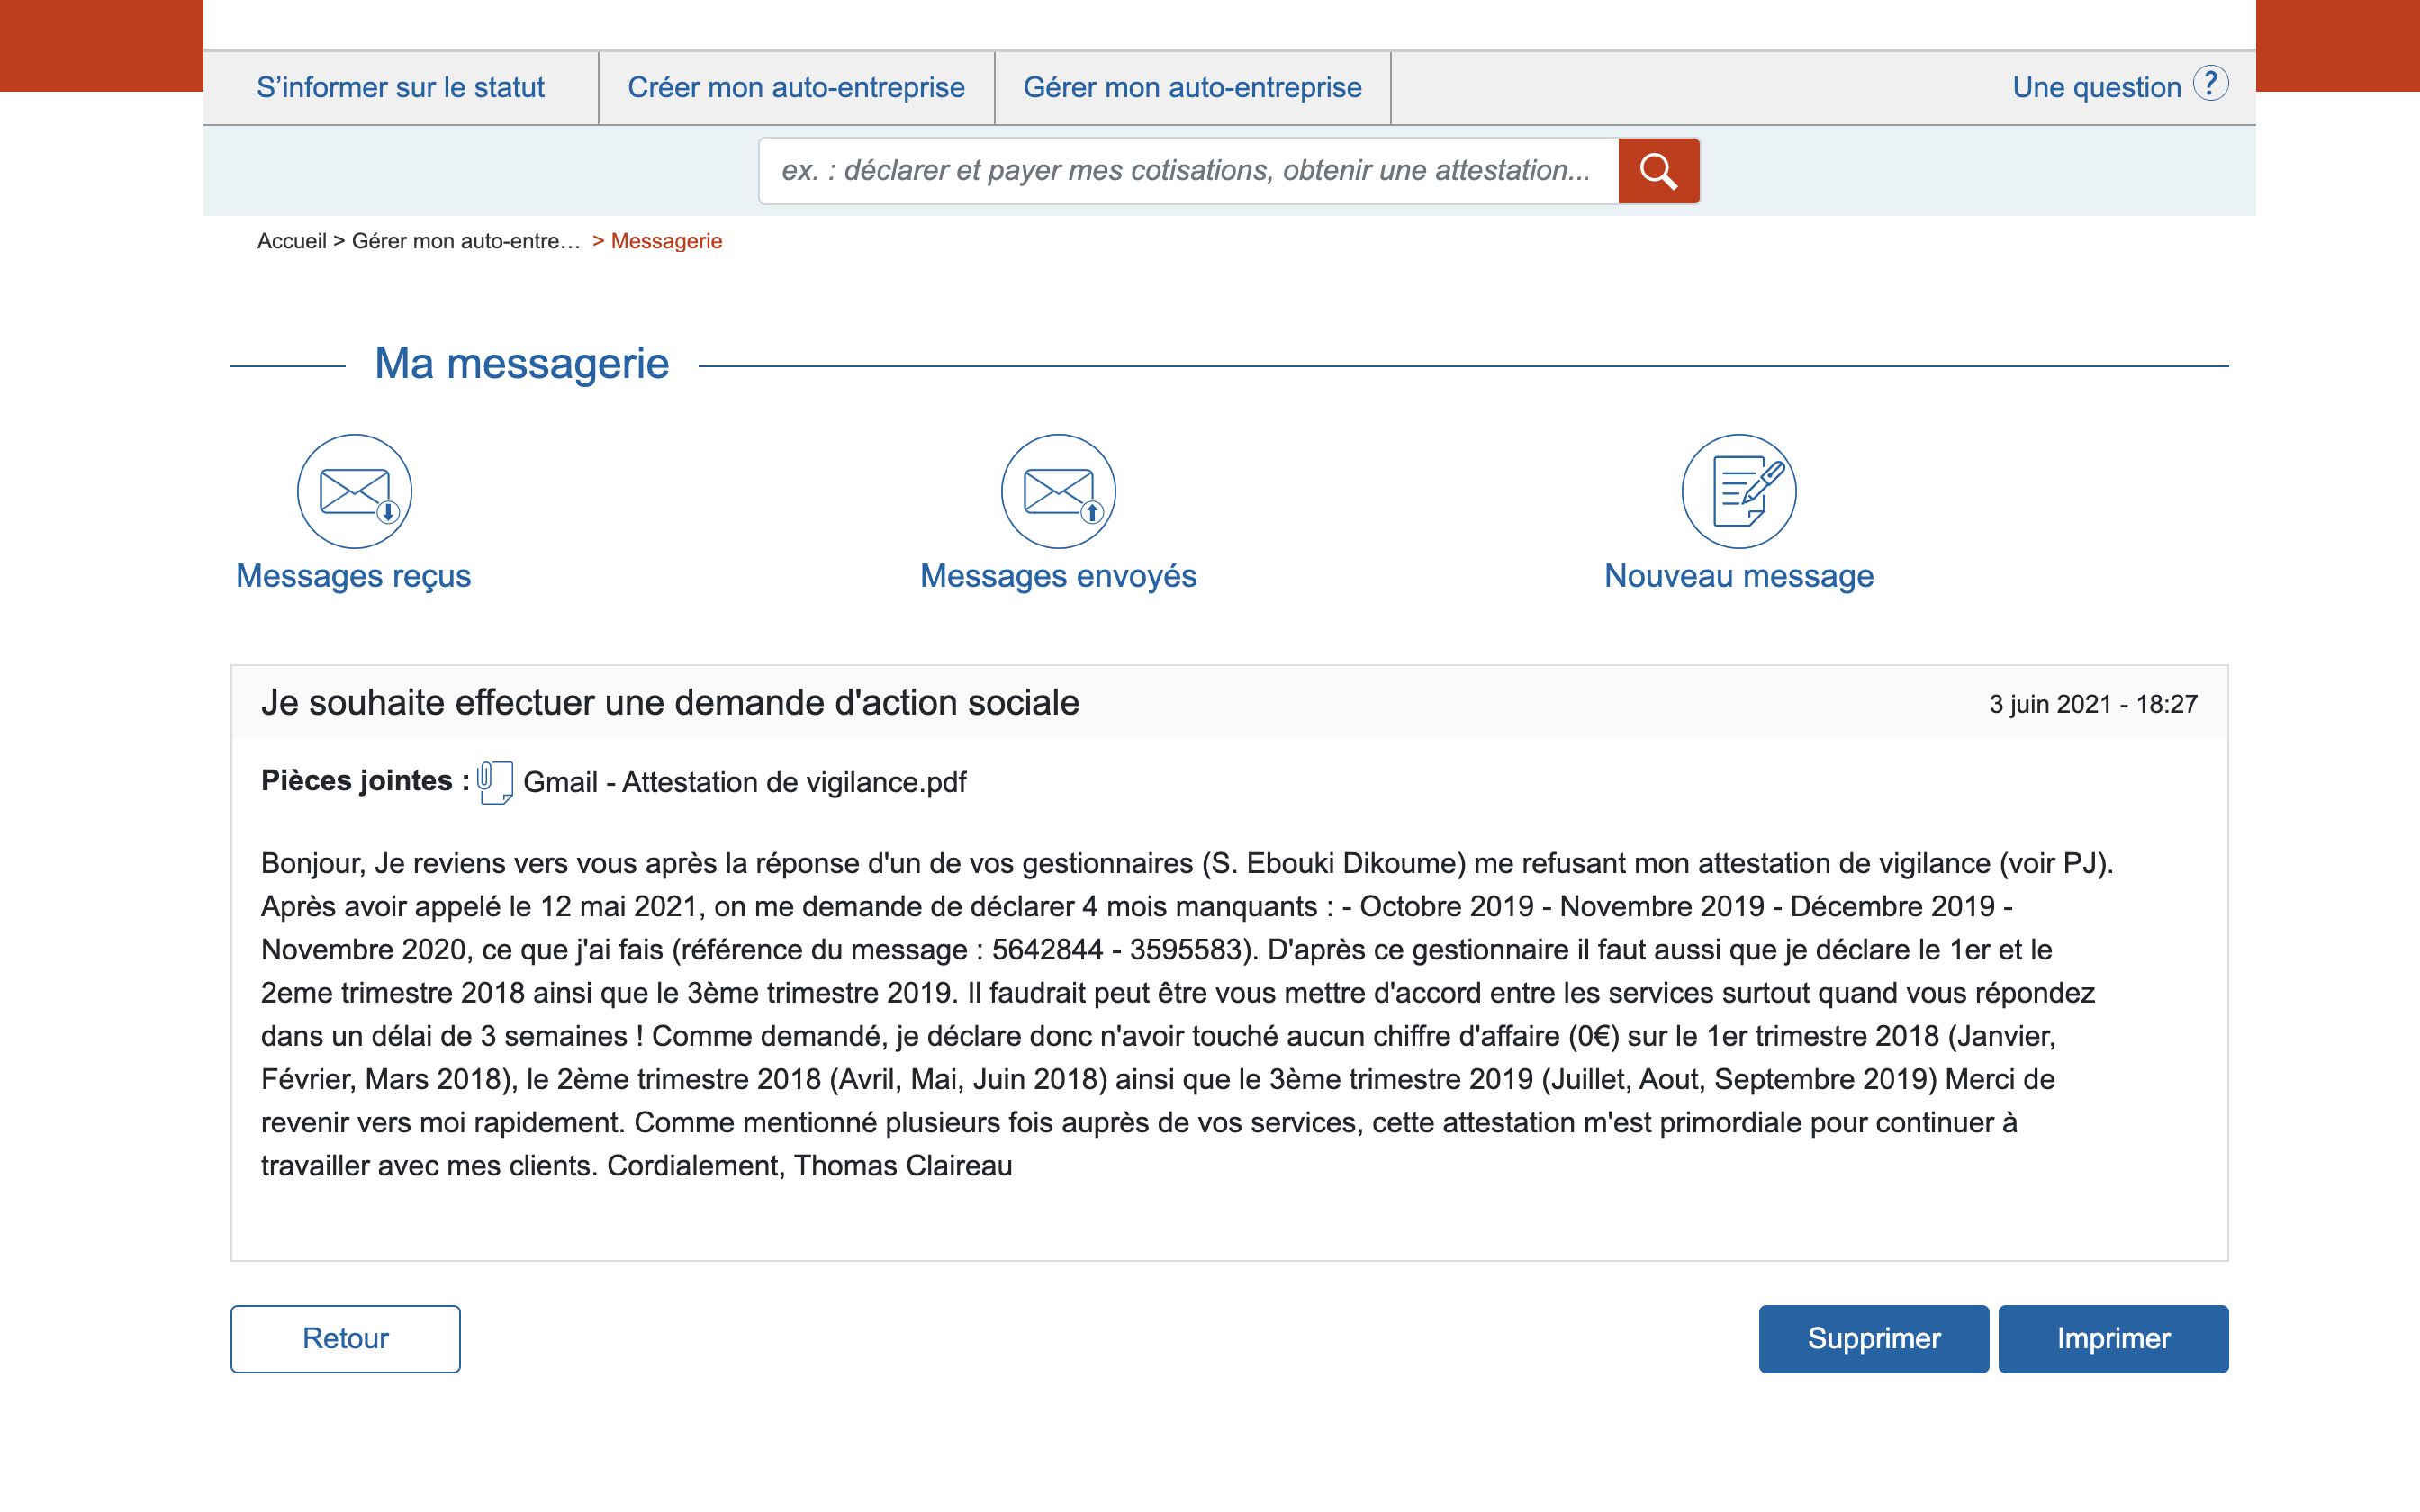 S’informer sur le statut
Créer mon auto-entreprise
Gérer mon auto-entreprise
Une question ?
ex. : déclarer et payer mes cotisations, obtenir une attestation...
Accueil > Gérer mon auto-entre… > Messagerie
Ma messagerie
Messages reçus
Messages envoyés
Nouveau message
Je souhaite effectuer une demande d'action sociale
3 juin 2021 - 18:27
Pièces jointes : Gmail - Attestation de vigilance.pdf
Bonjour, Je reviens vers vous après la réponse d'un de vos gestionnaires (S. Ebouki Dikoume) me refusant mon attestation de vigilance (voir PJ).
Après avoir appelé le 12 mai 2021, on me demande de déclarer 4 mois manquants : - Octobre 2019 - Novembre 2019 - Décembre 2019 -
Novembre 2020, ce que j'ai fais (référence du message : 5642844 - 3595583). D'après ce gestionnaire il faut aussi que je déclare le 1er et le
2eme trimestre 2018 ainsi que le 3ème trimestre 2019. Il faudrait peut être vous mettre d'accord entre les services surtout quand vous répondez
dans un délai de 3 semaines ! Comme demandé, je déclare donc n'avoir touché aucun chiffre d'affaire (0€) sur le 1er trimestre 2018 (Janvier,
Février, Mars 2018), le 2ème trimestre 2018 (Avril, Mai, Juin 2018) ainsi que le 3ème trimestre 2019 (Juillet, Aout, Septembre 2019) Merci de
revenir vers moi rapidement. Comme mentionné plusieurs fois auprès de vos services, cette attestation m'est primordiale pour continuer à
travailler avec mes clients. Cordialement, Thomas Claireau
Retour
Supprimer
Imprimer